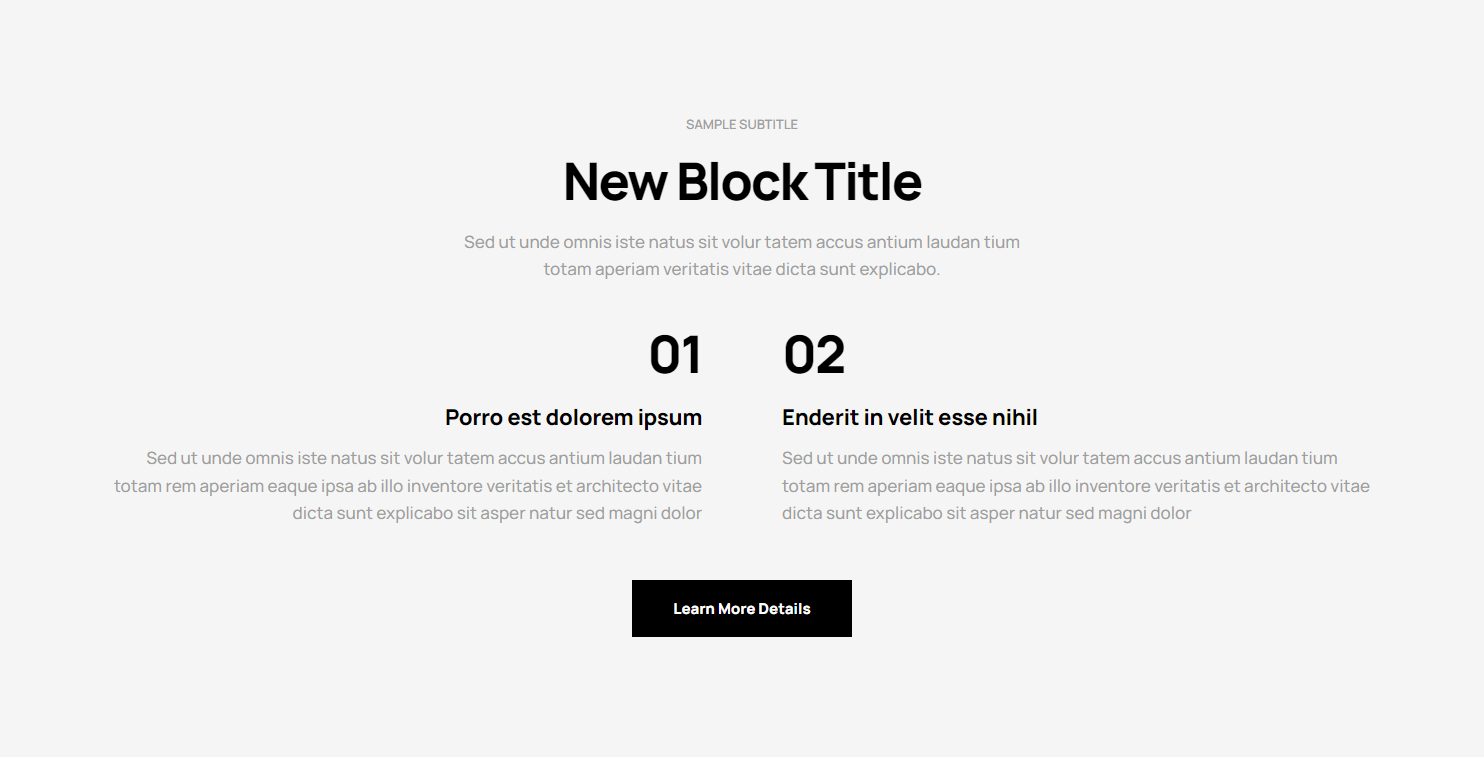 SAMPLE SUBTITLE
New Block Title
Sed ut unde omnis iste natus sit volur tatem accus antium laudan tium
totam aperiam veritatis vitae dicta sunt explicabo.
01
Porro est dolorem ipsum
Sed ut unde omnis iste natus sit volur tatem accus antium laudan tium
totam rem aperiam eaque ipsa ab illo inventore veritatis et architecto vitae
dicta sunt explicabo sit asper natur sed magni dolor
02
Enderit in velit esse nihil
Sed ut unde omnis iste natus sit volur tatem accus antium laudan tium
totam rem aperiam eaque ipsa ab illo inventore veritatis et architecto vitae
dicta sunt explicabo sit asper natur sed magni dolor
Learn More Details